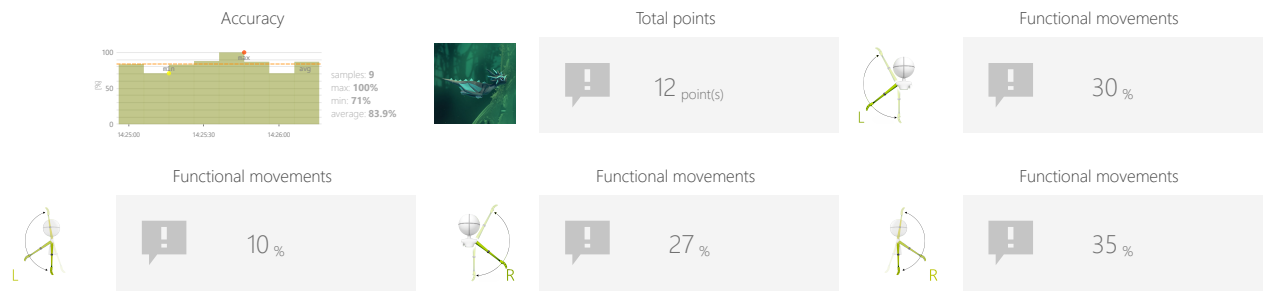 Accuracy
Total points
Functional movements
100
50
0
[%]
min
max
avg
14:25:00
14:25:30
14:26:00
samples: 9
max: 100%
min: 71%
average: 83.9%
12 point(s)
L
30 %
Functional movements
Functional movements
Functional movements
L
10 %
R
27 %
R
35 %